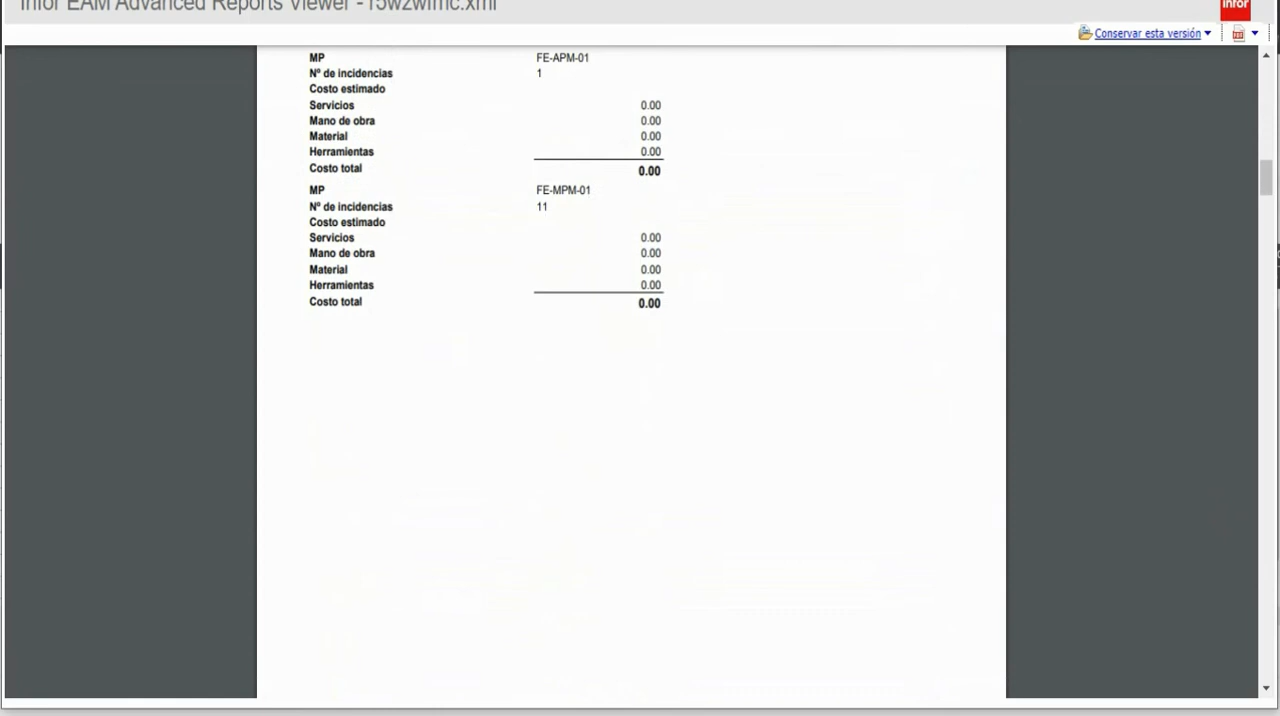 Infor EAM Advanced Reports Viewer -
infor
Conservar esta versión
MP FE-APM-01
Nº de incidencias 1
Costo estimado
Servicios 0.00
Mano de obra 0.00
Material 0.00
Herramientas 0.00
Costo total 0.00
MP FE-MPM-01
Nº de incidencias 11
Costo estimado
Servicios 0.00
Mano de obra 0.00
Material 0.00
Herramientas 0.00
Costo total 0.00